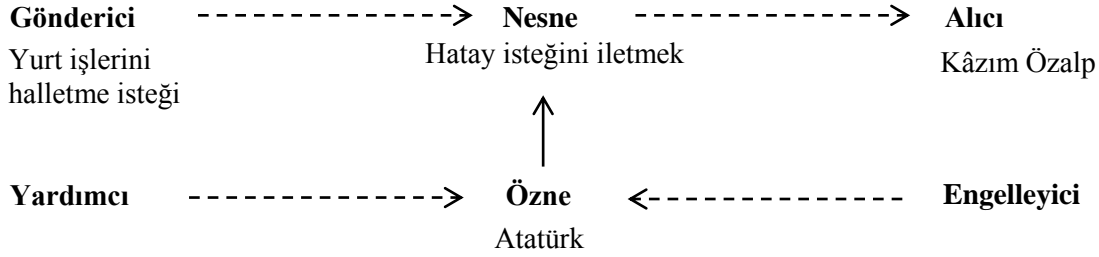 Gönderici Nesne Alıcı
Yurt işlerini Hatay isteğini iletmek Kâzım Özalp
halletme isteği
Yardımcı Özne Engelleyici
Atatürk